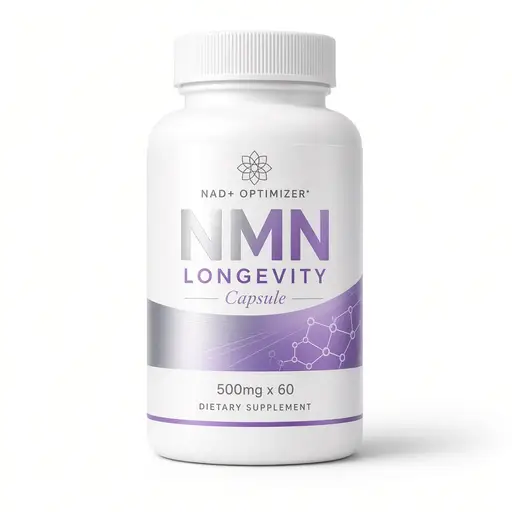 NAD+ OPTIMIZER*
NMN
LONGEVITY
Capsule
500mg x 60
DIETARY SUPPLEMENT